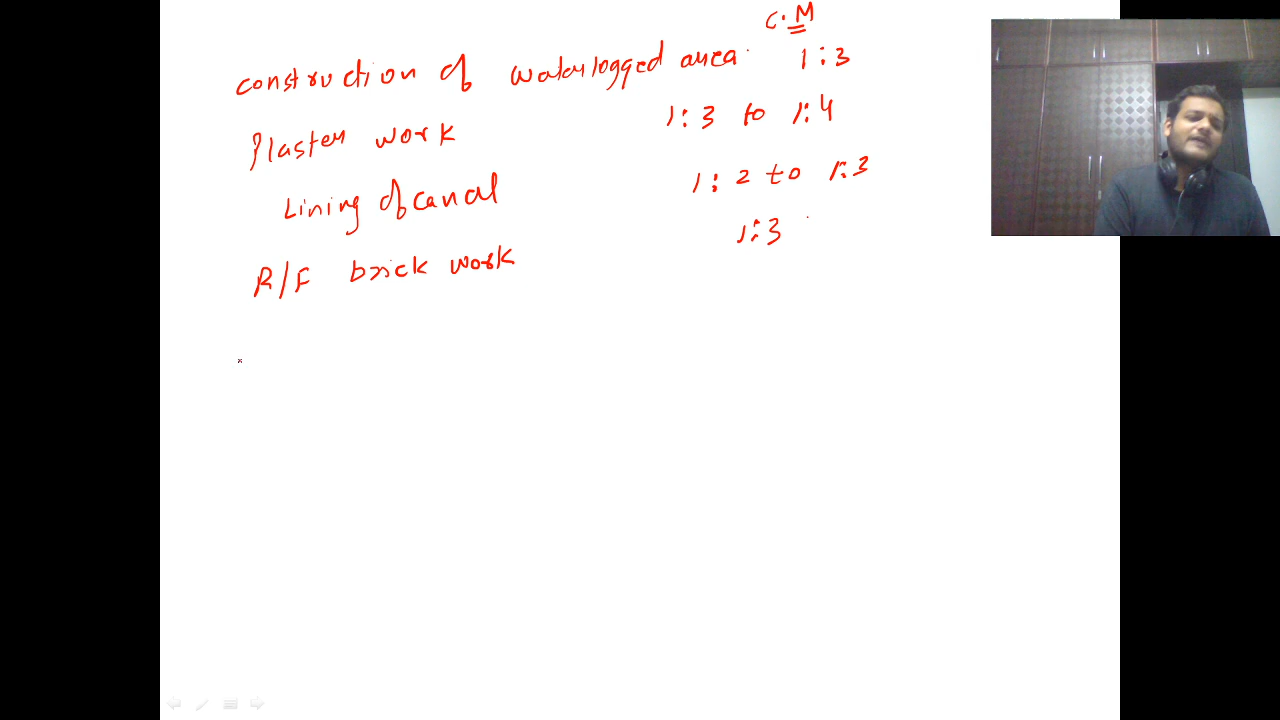 C.M
construction of waterlogged area. 1:3
Plaster work 1:3 to 1:4
Lining of canal 1:2 to 1:3
R/F brick work 1:3